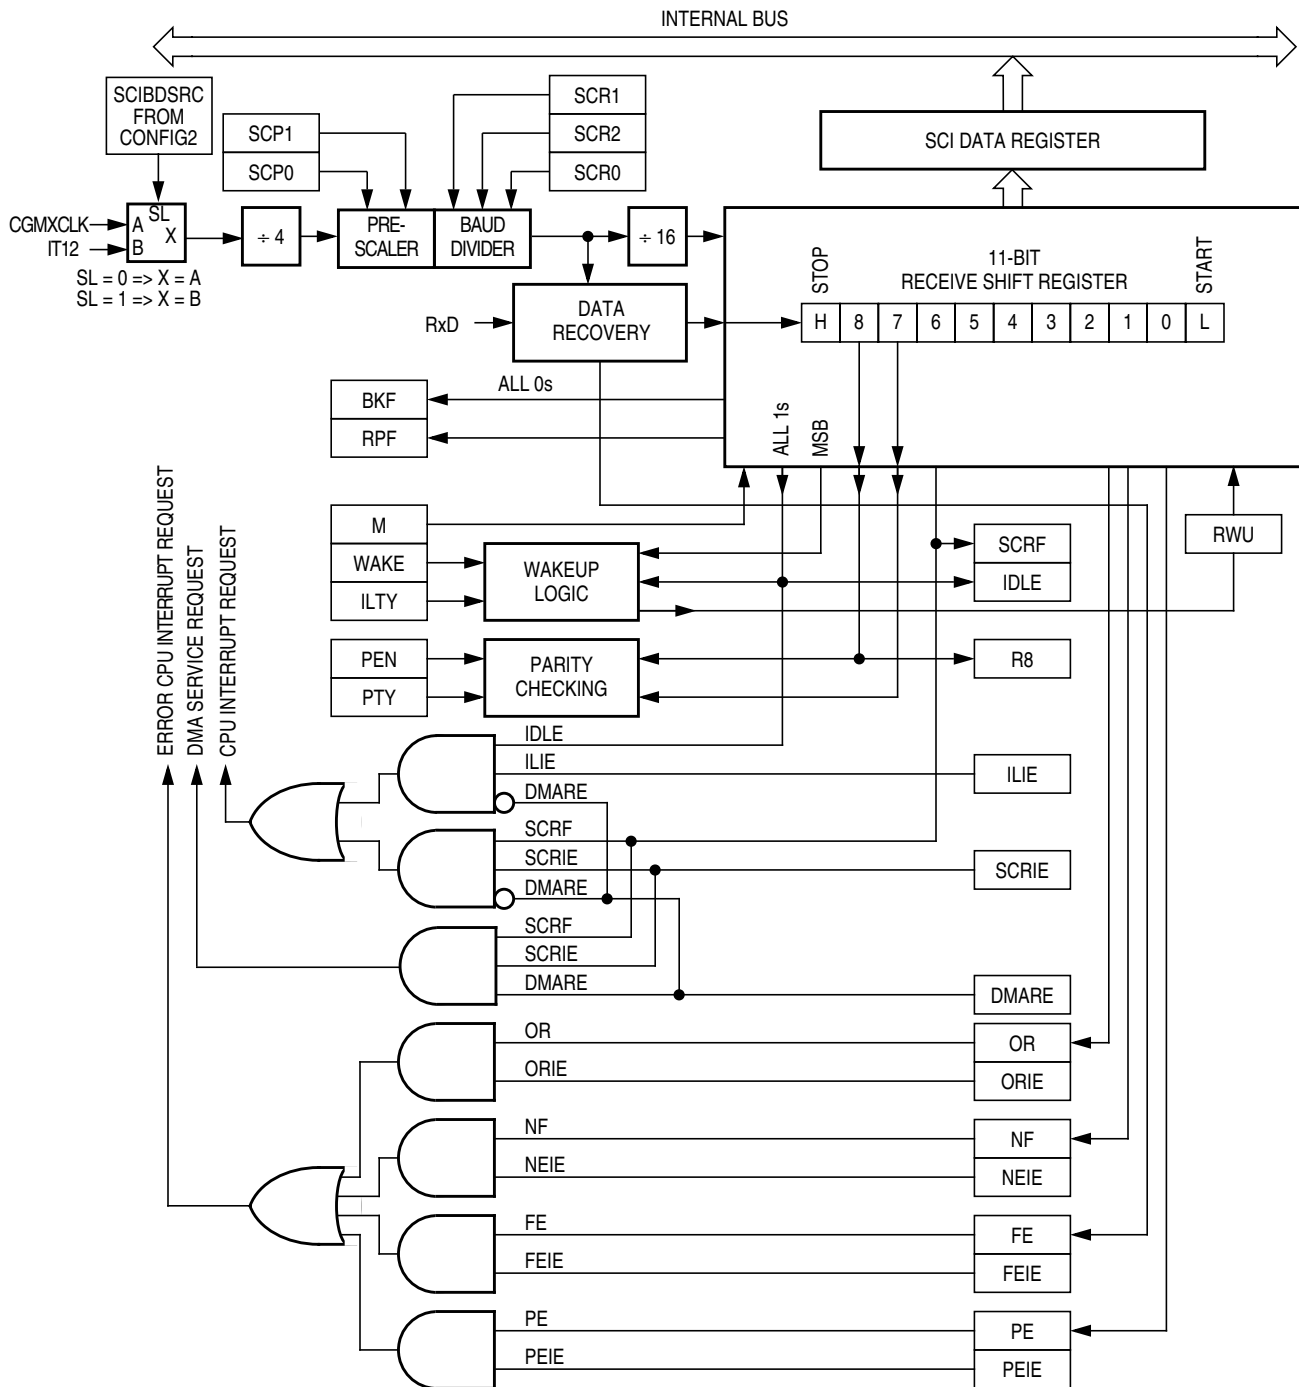 INTERNAL BUS
SCIBDSRC
FROM
CONFIG2
SCP1
SCP0
SCR1
SCR2
SCR0
SCI DATA REGISTER
CGMXCLK
IT12
SL
A
X
B
÷ 4
PRE-
SCALER
BAUD
DIVIDER
÷ 16
SL = 0 => X = A
SL = 1 => X = B
RxD
DATA
RECOVERY
STOP
11-BIT
RECEIVE SHIFT REGISTER
START
H 8 7 6 5 4 3 2 1 0 L
ALL 0s
BKF
RPF
ALL 1s
MSB
M
WAKE
ILTY
WAKEUP
LOGIC
SCRF
IDLE
RWU
PEN
PTY
PARITY
CHECKING
R8
ERROR CPU INTERRUPT REQUEST
DMA SERVICE REQUEST
CPU INTERRUPT REQUEST
IDLE
ILIE
ILIE
DMARE
SCRF
SCRIE
SCRIE
DMARE
SCRF
SCRIE
DMARE
DMARE
OR
OR
ORIE
ORIE
NF
NF
NEIE
NEIE
FE
FE
FEIE
FEIE
PE
PE
PEIE
PEIE